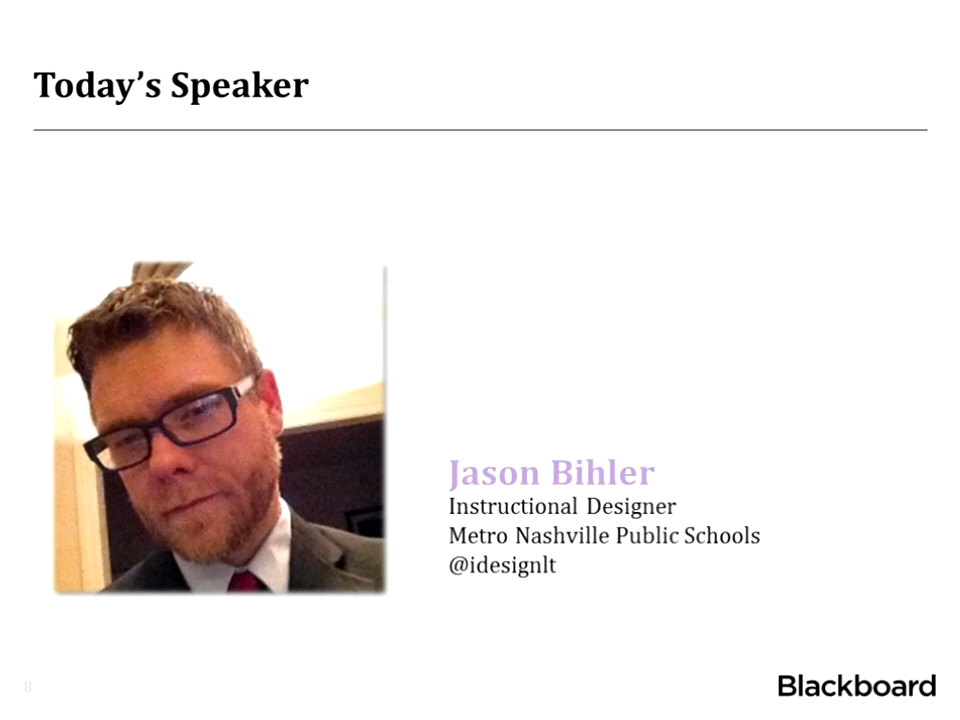 Today’s Speaker
Jason Bihler
Instructional Designer
Metro Nashville Public Schools
@idesignlt
8
Blackboard